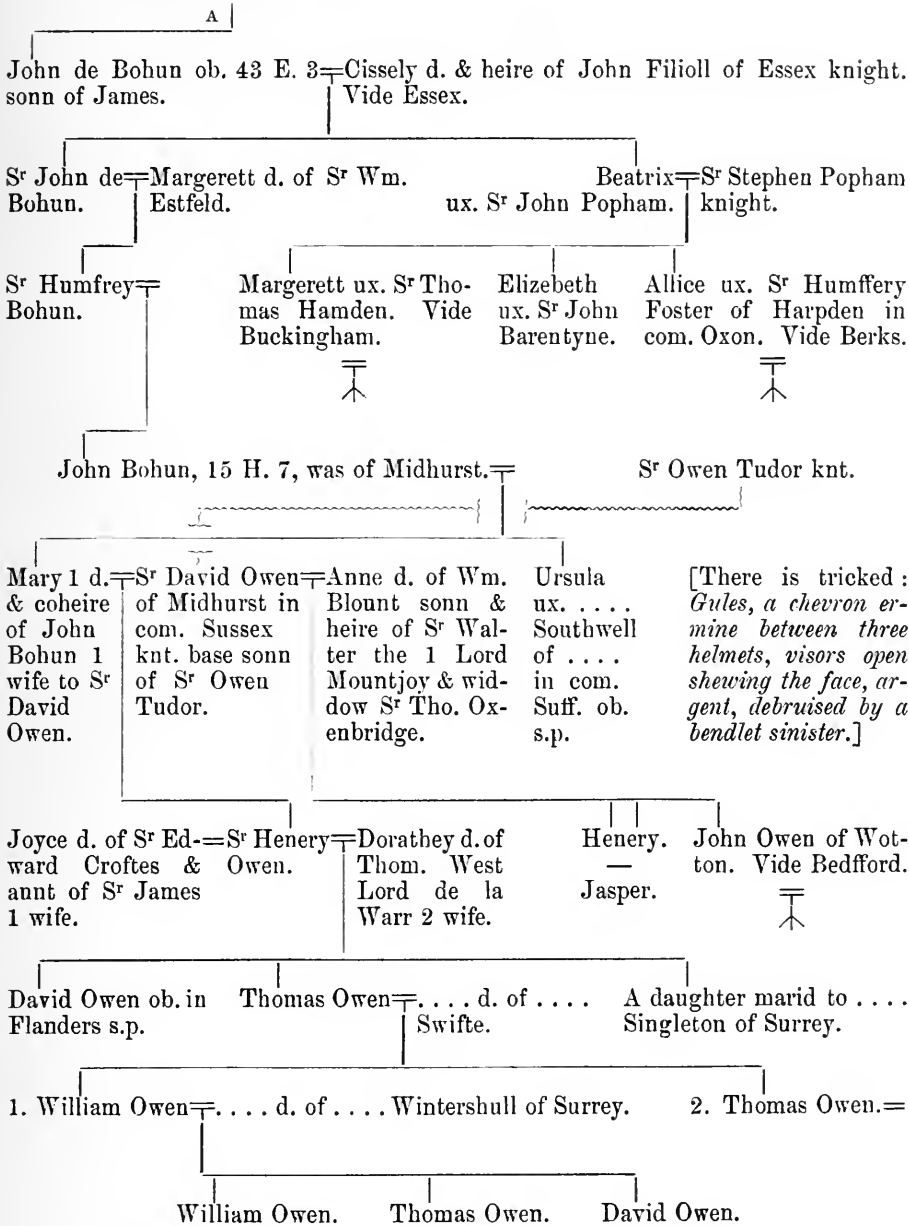 A
John de Bohun ob. 43 E. 3=Cissely d. & heire of John Filioll of Essex knight.
sonn of James. Vide Essex.
Sr John de=Margerett d. of Sr Wm. Beatrix=Sr Stephen Popham
Bohun. Estfeld. ux. Sr John Popham. knight.
Sr Humfrey= Margerett ux. Sr Tho- Elizebeth Allice ux. Sr Humffery
Bohun. mas Hamden. Vide ux. Sr John Foster of Harpden in
Buckingham. Barentyne. com. Oxon. Vide Berks.
John Bohun, 15 H. 7, was of Midhurst.= Sr Owen Tudor knt.
Mary 1 d.=Sr David Owen=Anne d. of Wm. Ursula [There is tricked :
& coheire of Midhurst in Blount sonn & ux. . . . . Gules, a chevron er-
of John com. Sussex heire of Sr Wal- Southwell mine between three
Bohun 1 knt. base sonn ter the 1 Lord of . . . . helmets, visors open
wife to Sr of Sr Owen Mountjoy & wid- in com. shewing the face, ar-
David Tudor. dow Sr Tho. Ox- Suff. ob. gent, debruised by a
Owen. enbridge. s.p. bendlet sinister.]
Joyce d. of Sr Ed-=Sr Henery=Dorathey d. of Henery. John Owen of Wot-
ward Croftes & Owen. Thom. West — ton. Vide Bedfford.
aunt of Sr James Lord de la Jasper.
1 wife. Warr 2 wife.
David Owen ob. in Thomas Owen=. . . . d. of . . . . A daughter marid to . . . .
Flanders s.p. Swifte. Singleton of Surrey.
1. William Owen=. . . . d. of . . . . Wintershull of Surrey. 2. Thomas Owen.=
William Owen. Thomas Owen. David Owen.